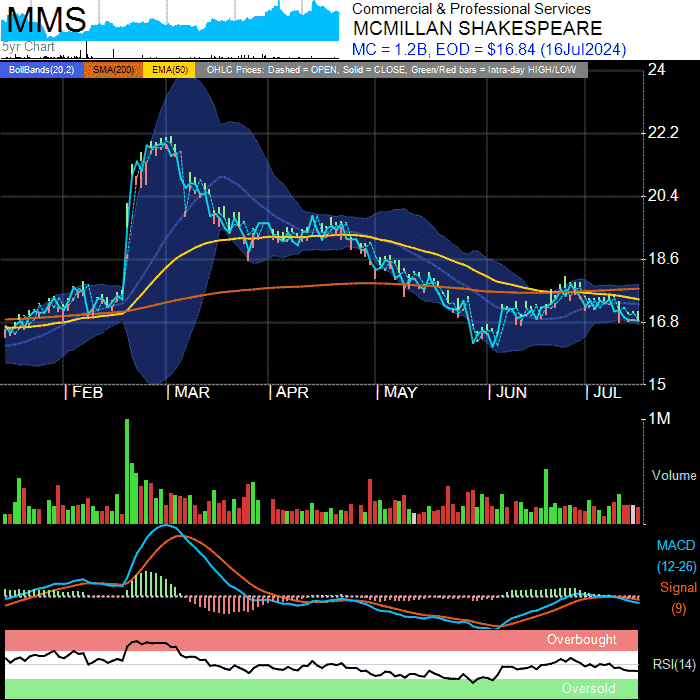 MMS
5yr Chart
Commercial & Professional Services
MCMILLAN SHAKESPEARE
MC = 1.2B, EOD = $16.84 (16Jul2024)
BollBands(20,2) SMA(200) EMA(50) OHLC Prices: Dashed = OPEN, Solid = CLOSE, Green/Red bars = Intra-day HIGH/LOW
24
22.2
20.4
18.6
16.8
15
FEB MAR APR MAY JUN JUL
1M
Volume
MACD
(12-26)
Signal
(9)
Overbought
RSI(14)
Oversold